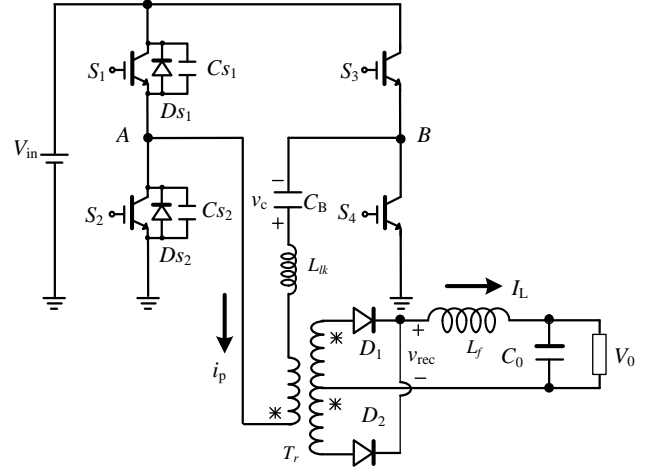 S1
Cs1
Ds1
S3
A
B
Vin
−
vc
CB
+
S2
Cs2
Ds2
S4
Llk
ip
D1
+
vrec
−
IL
Lf
C0
V0
D2
Tr